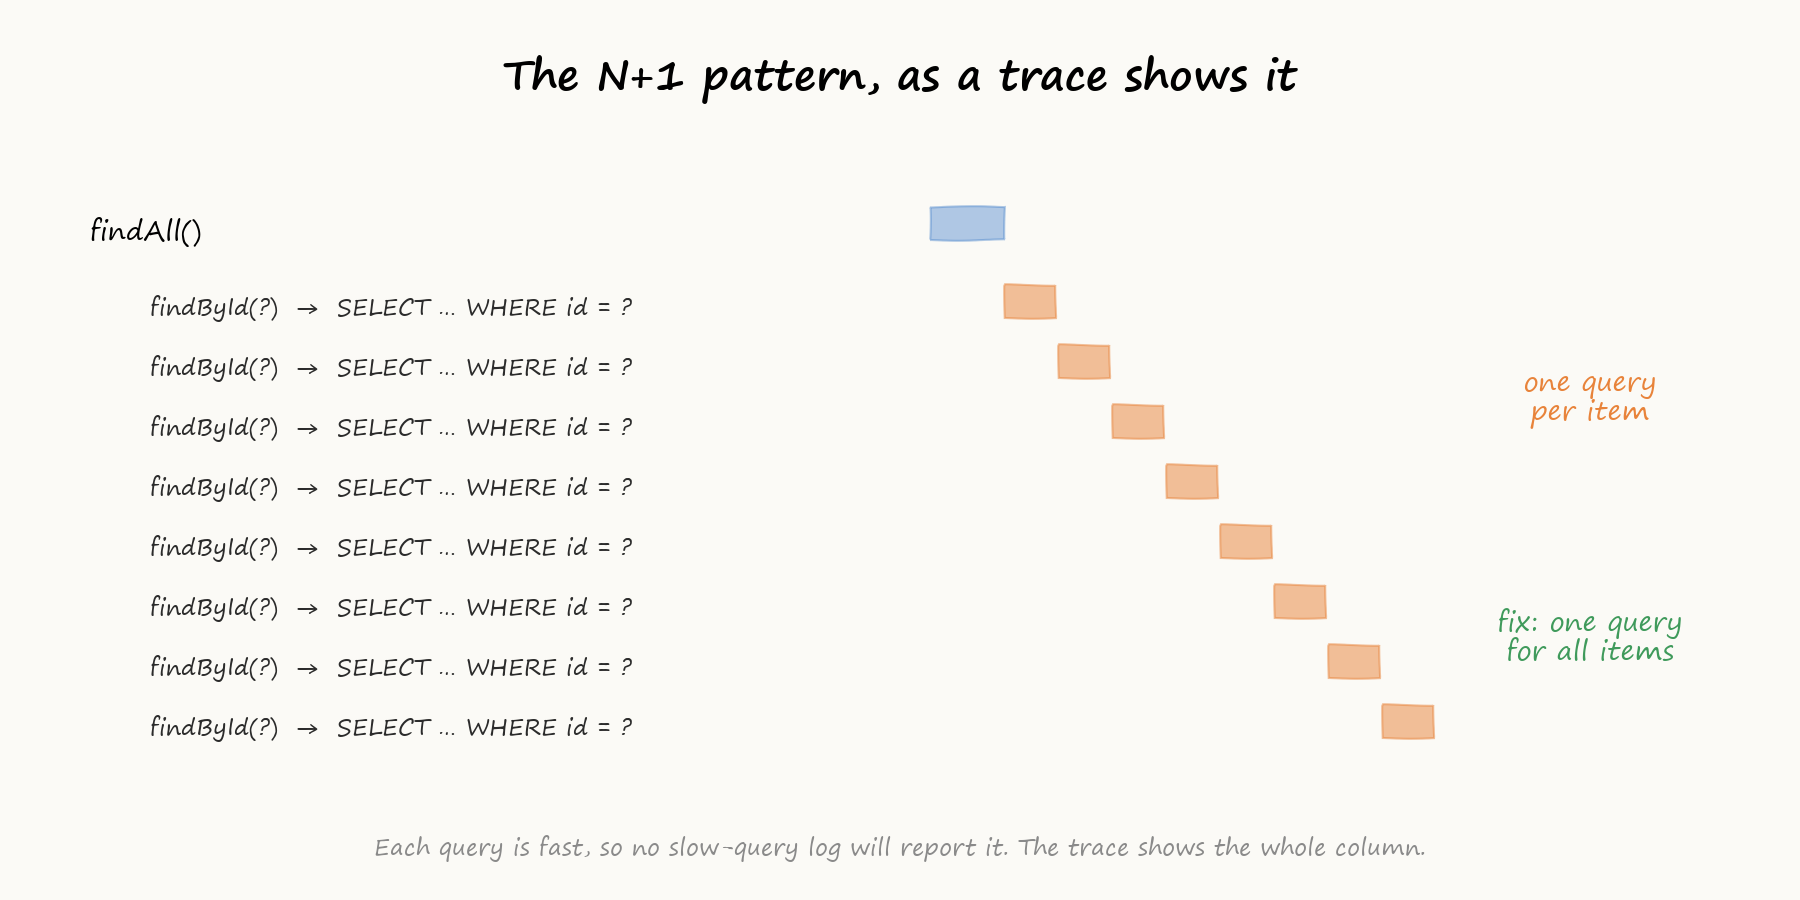 The N+1 pattern, as a trace shows it
findAll()
findById(?) → SELECT ... WHERE id = ?
findById(?) → SELECT ... WHERE id = ?
findById(?) → SELECT ... WHERE id = ?
findById(?) → SELECT ... WHERE id = ?
findById(?) → SELECT ... WHERE id = ?
findById(?) → SELECT ... WHERE id = ?
findById(?) → SELECT ... WHERE id = ?
findById(?) → SELECT ... WHERE id = ?
one query
per item
fix: one query
for all items
Each query is fast, so no slow-query log will report it. The trace shows the whole column.